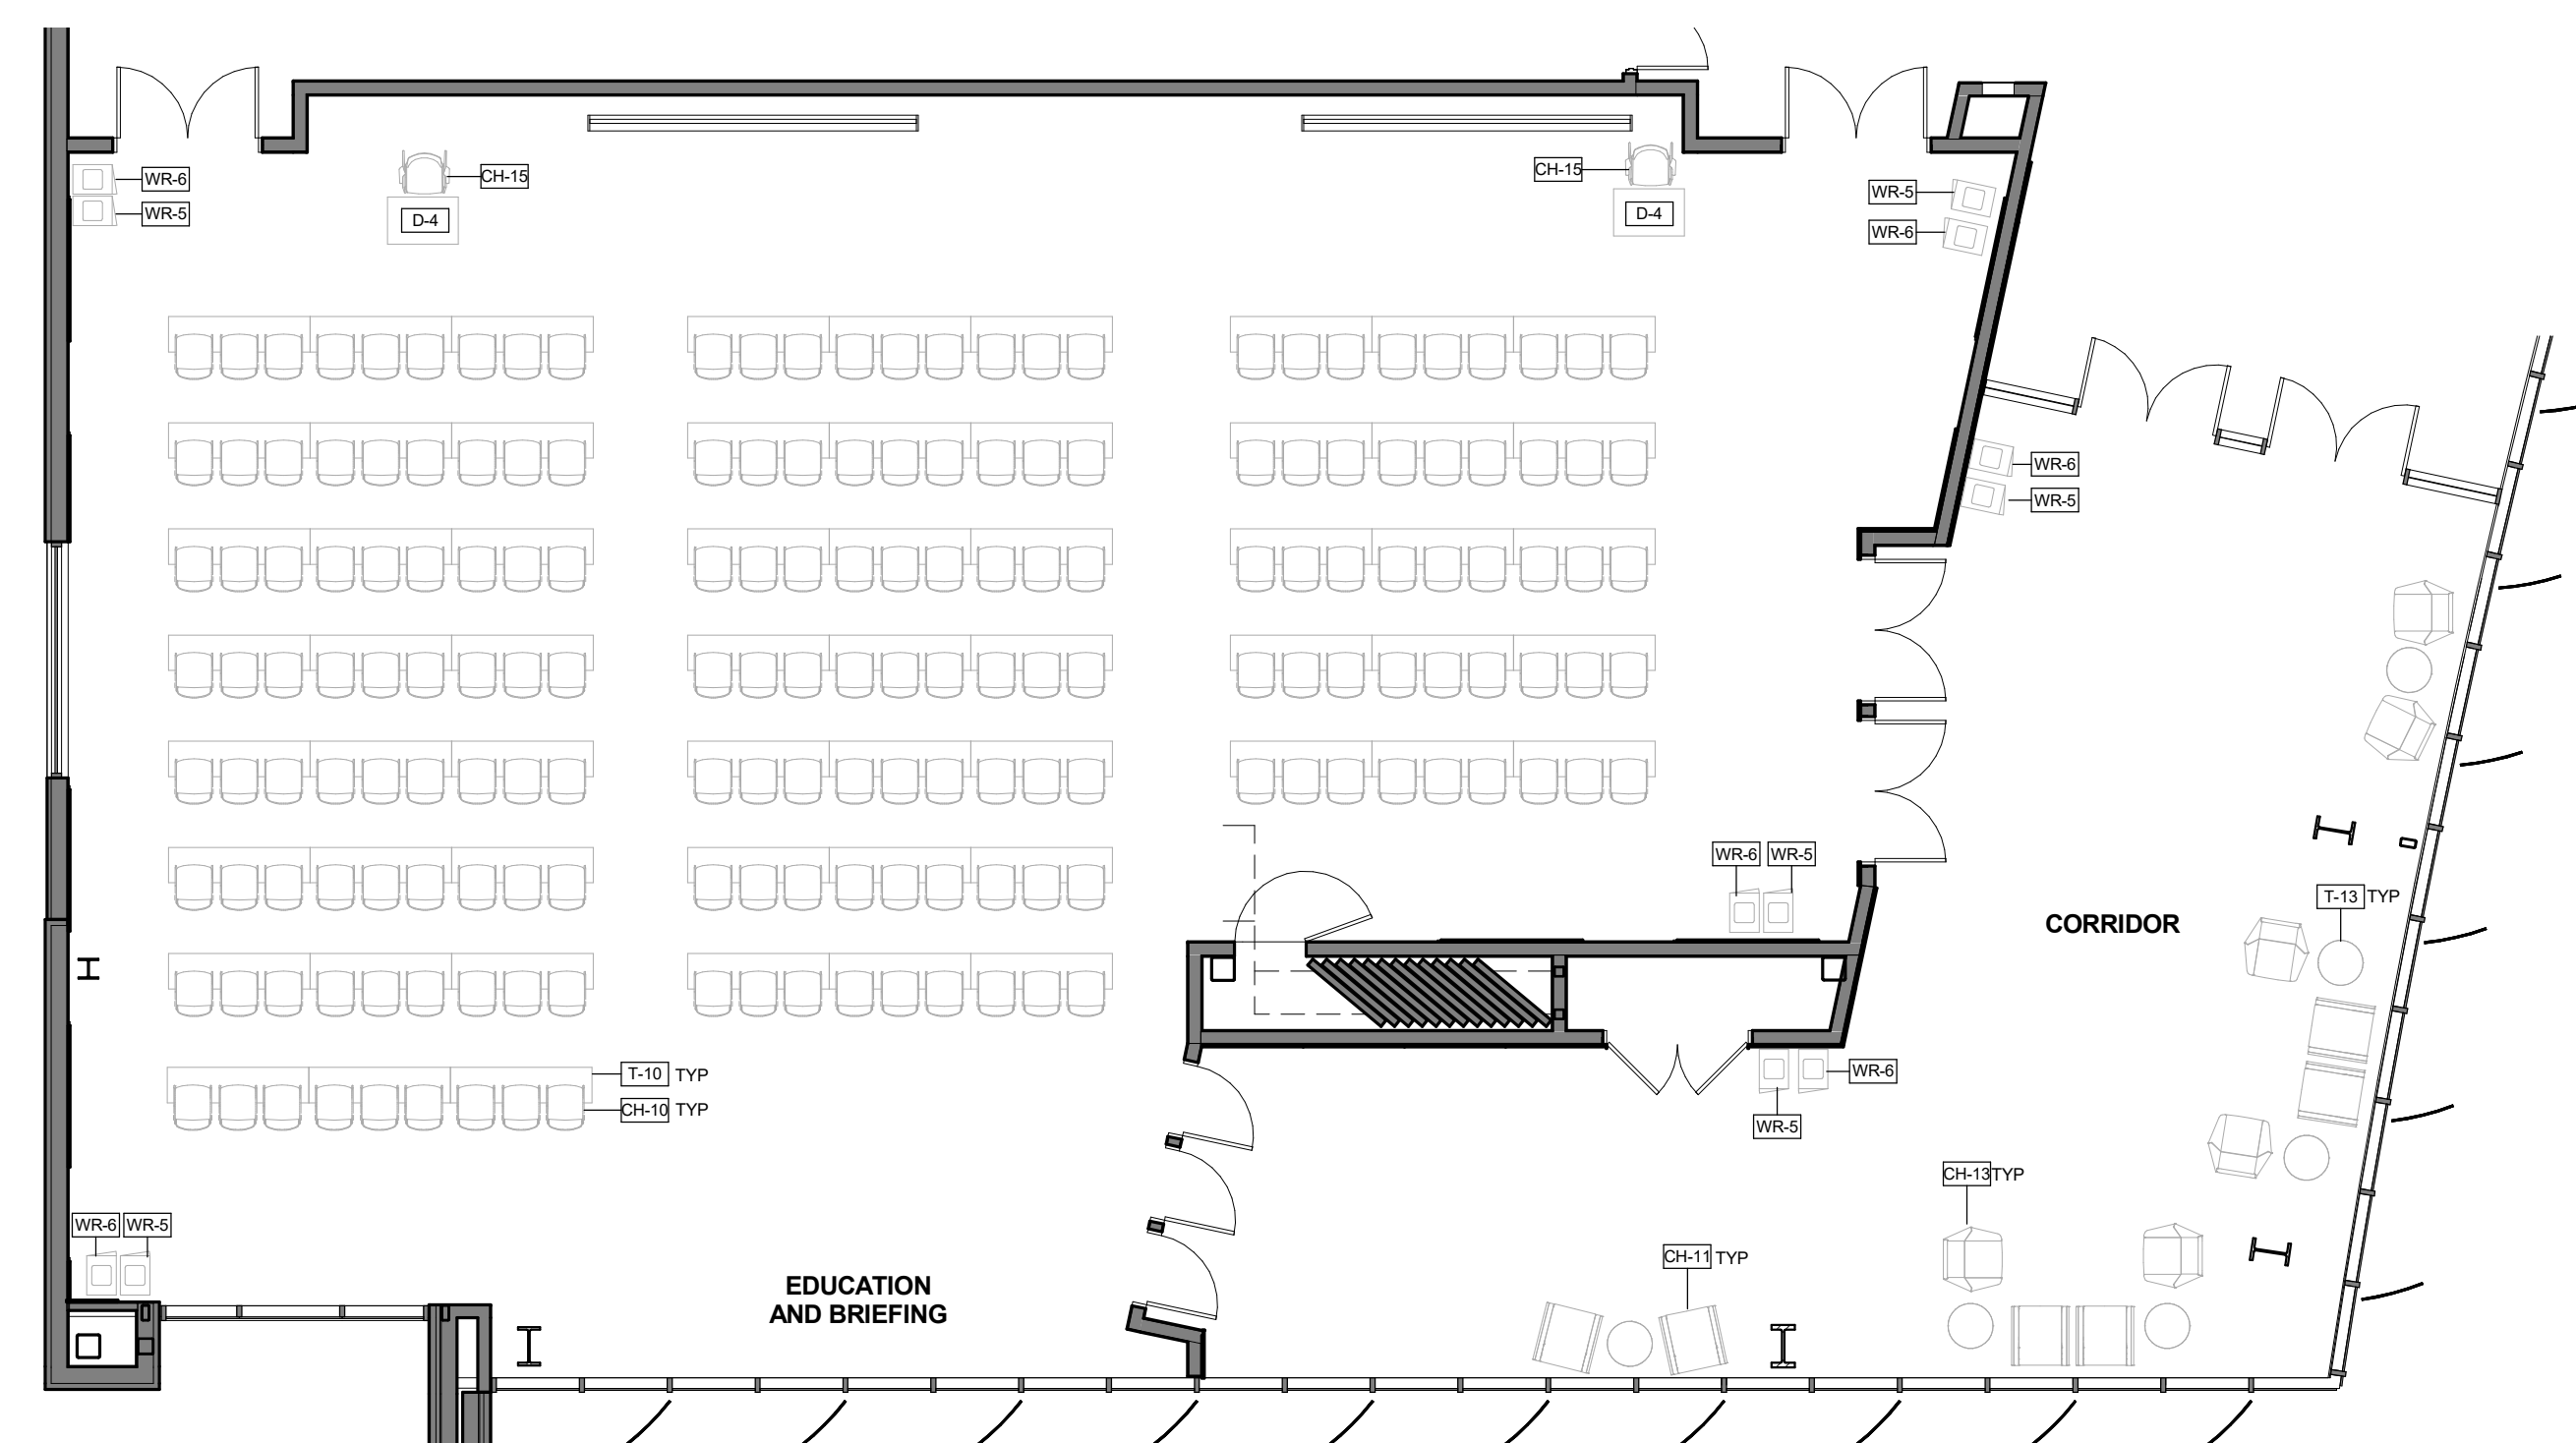 WR-6
CH-15
CH-15
WR-5
WR-5
D-4
D-4
WR-6
WR-6
WR-5
WR-6
WR-5
T-13 TYP
CORRIDOR
T-10 TYP
WR-6
CH-10 TYP
WR-5
CH-13 TYP
WR-6
WR-5
CH-11 TYP
EDUCATION
AND BRIEFING